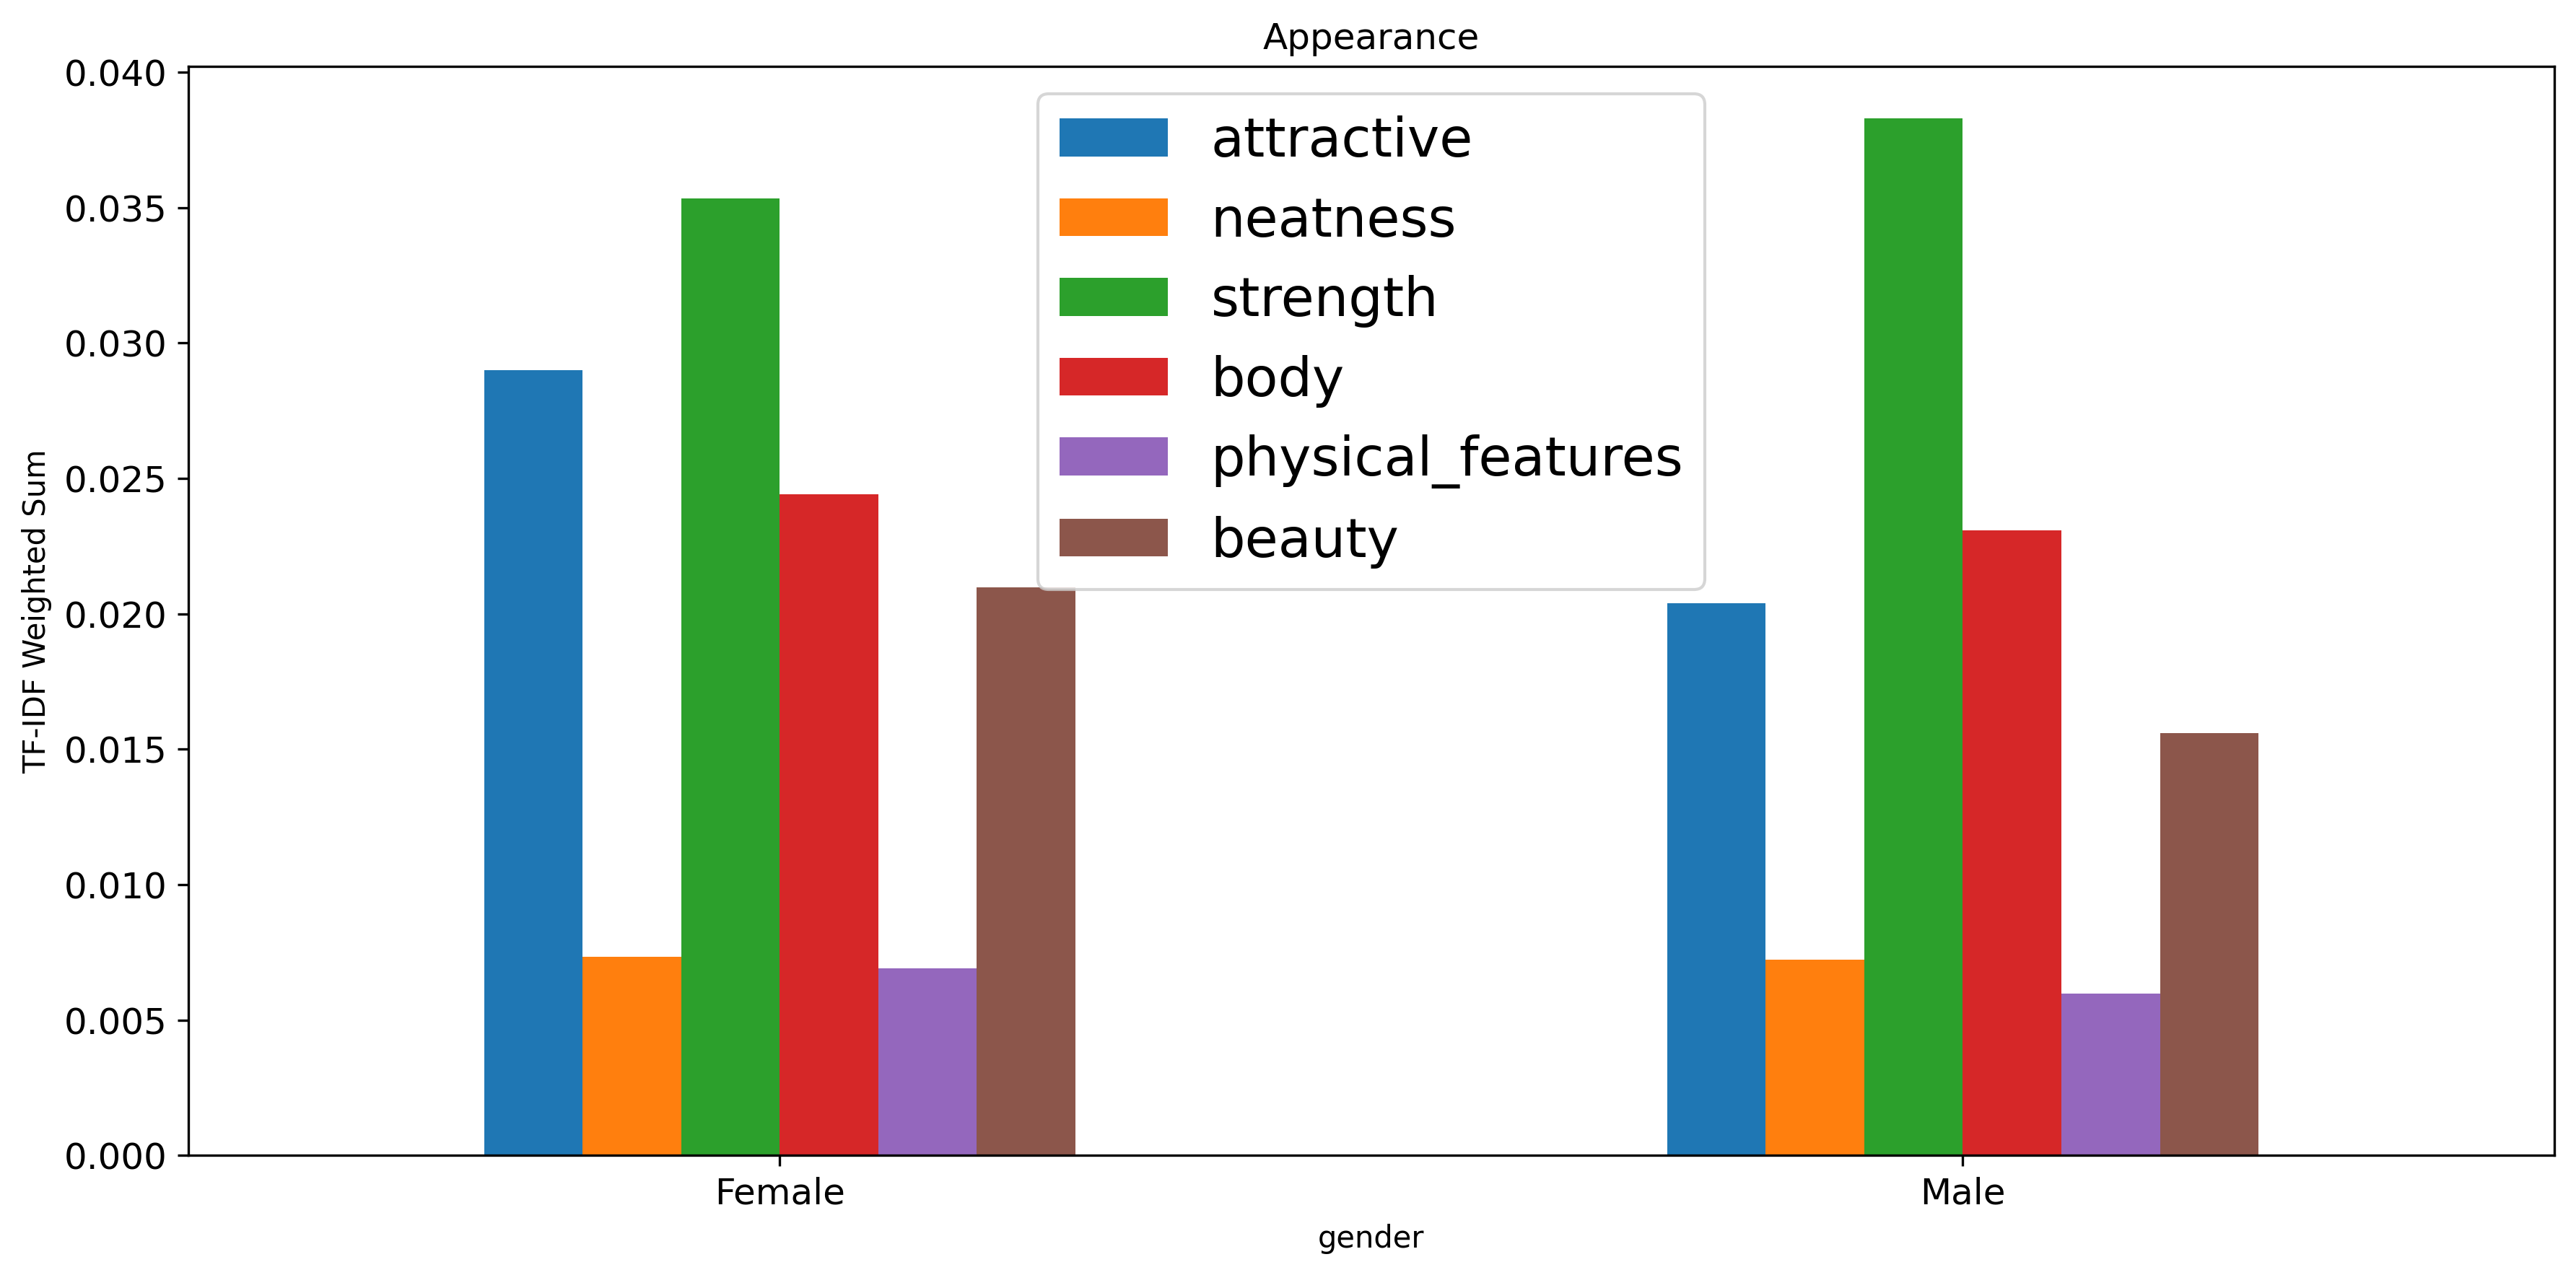 Appearance
0.040
0.035
0.030
0.025
0.020
0.015
0.010
0.005
0.000
TF-IDF Weighted Sum
attractive
neatness
strength
body
physical_features
beauty
Female
Male
gender